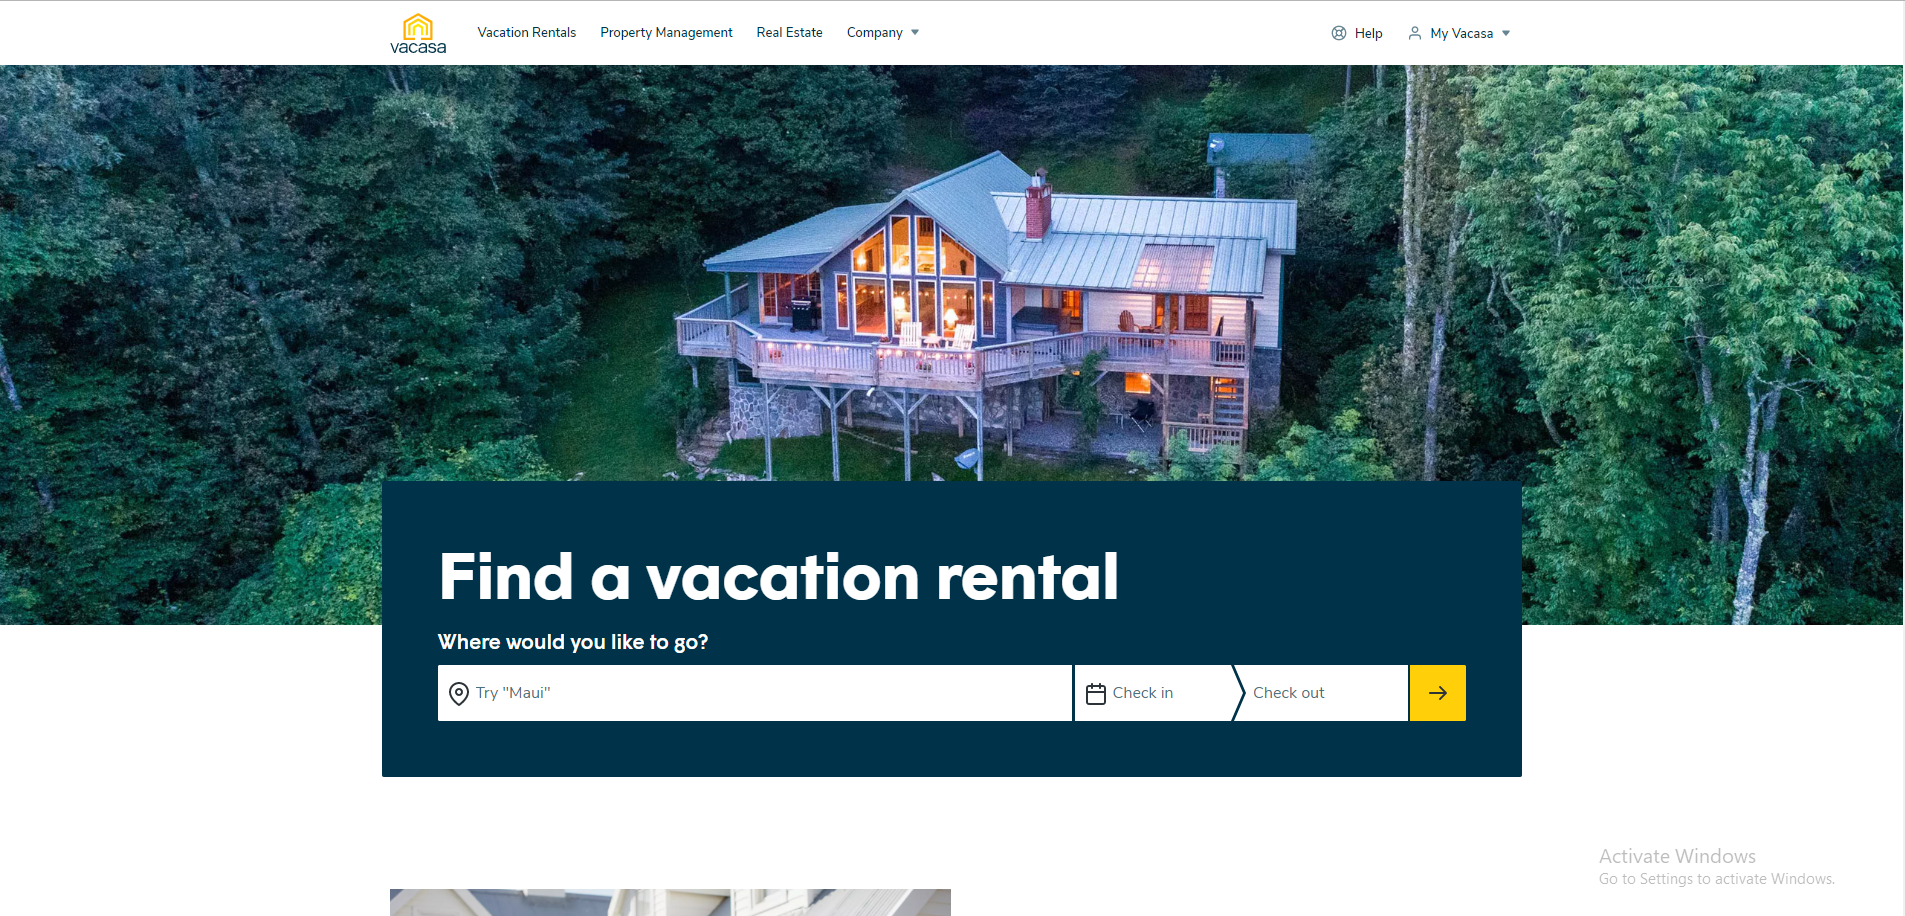 vacasa
Vacation Rentals
Property Management
Real Estate
Company
Help
My Vacasa
Find a vacation rental
Where would you like to go?
Try "Maui"
Check in
Check out
Activate Windows
Go to Settings to activate Windows.